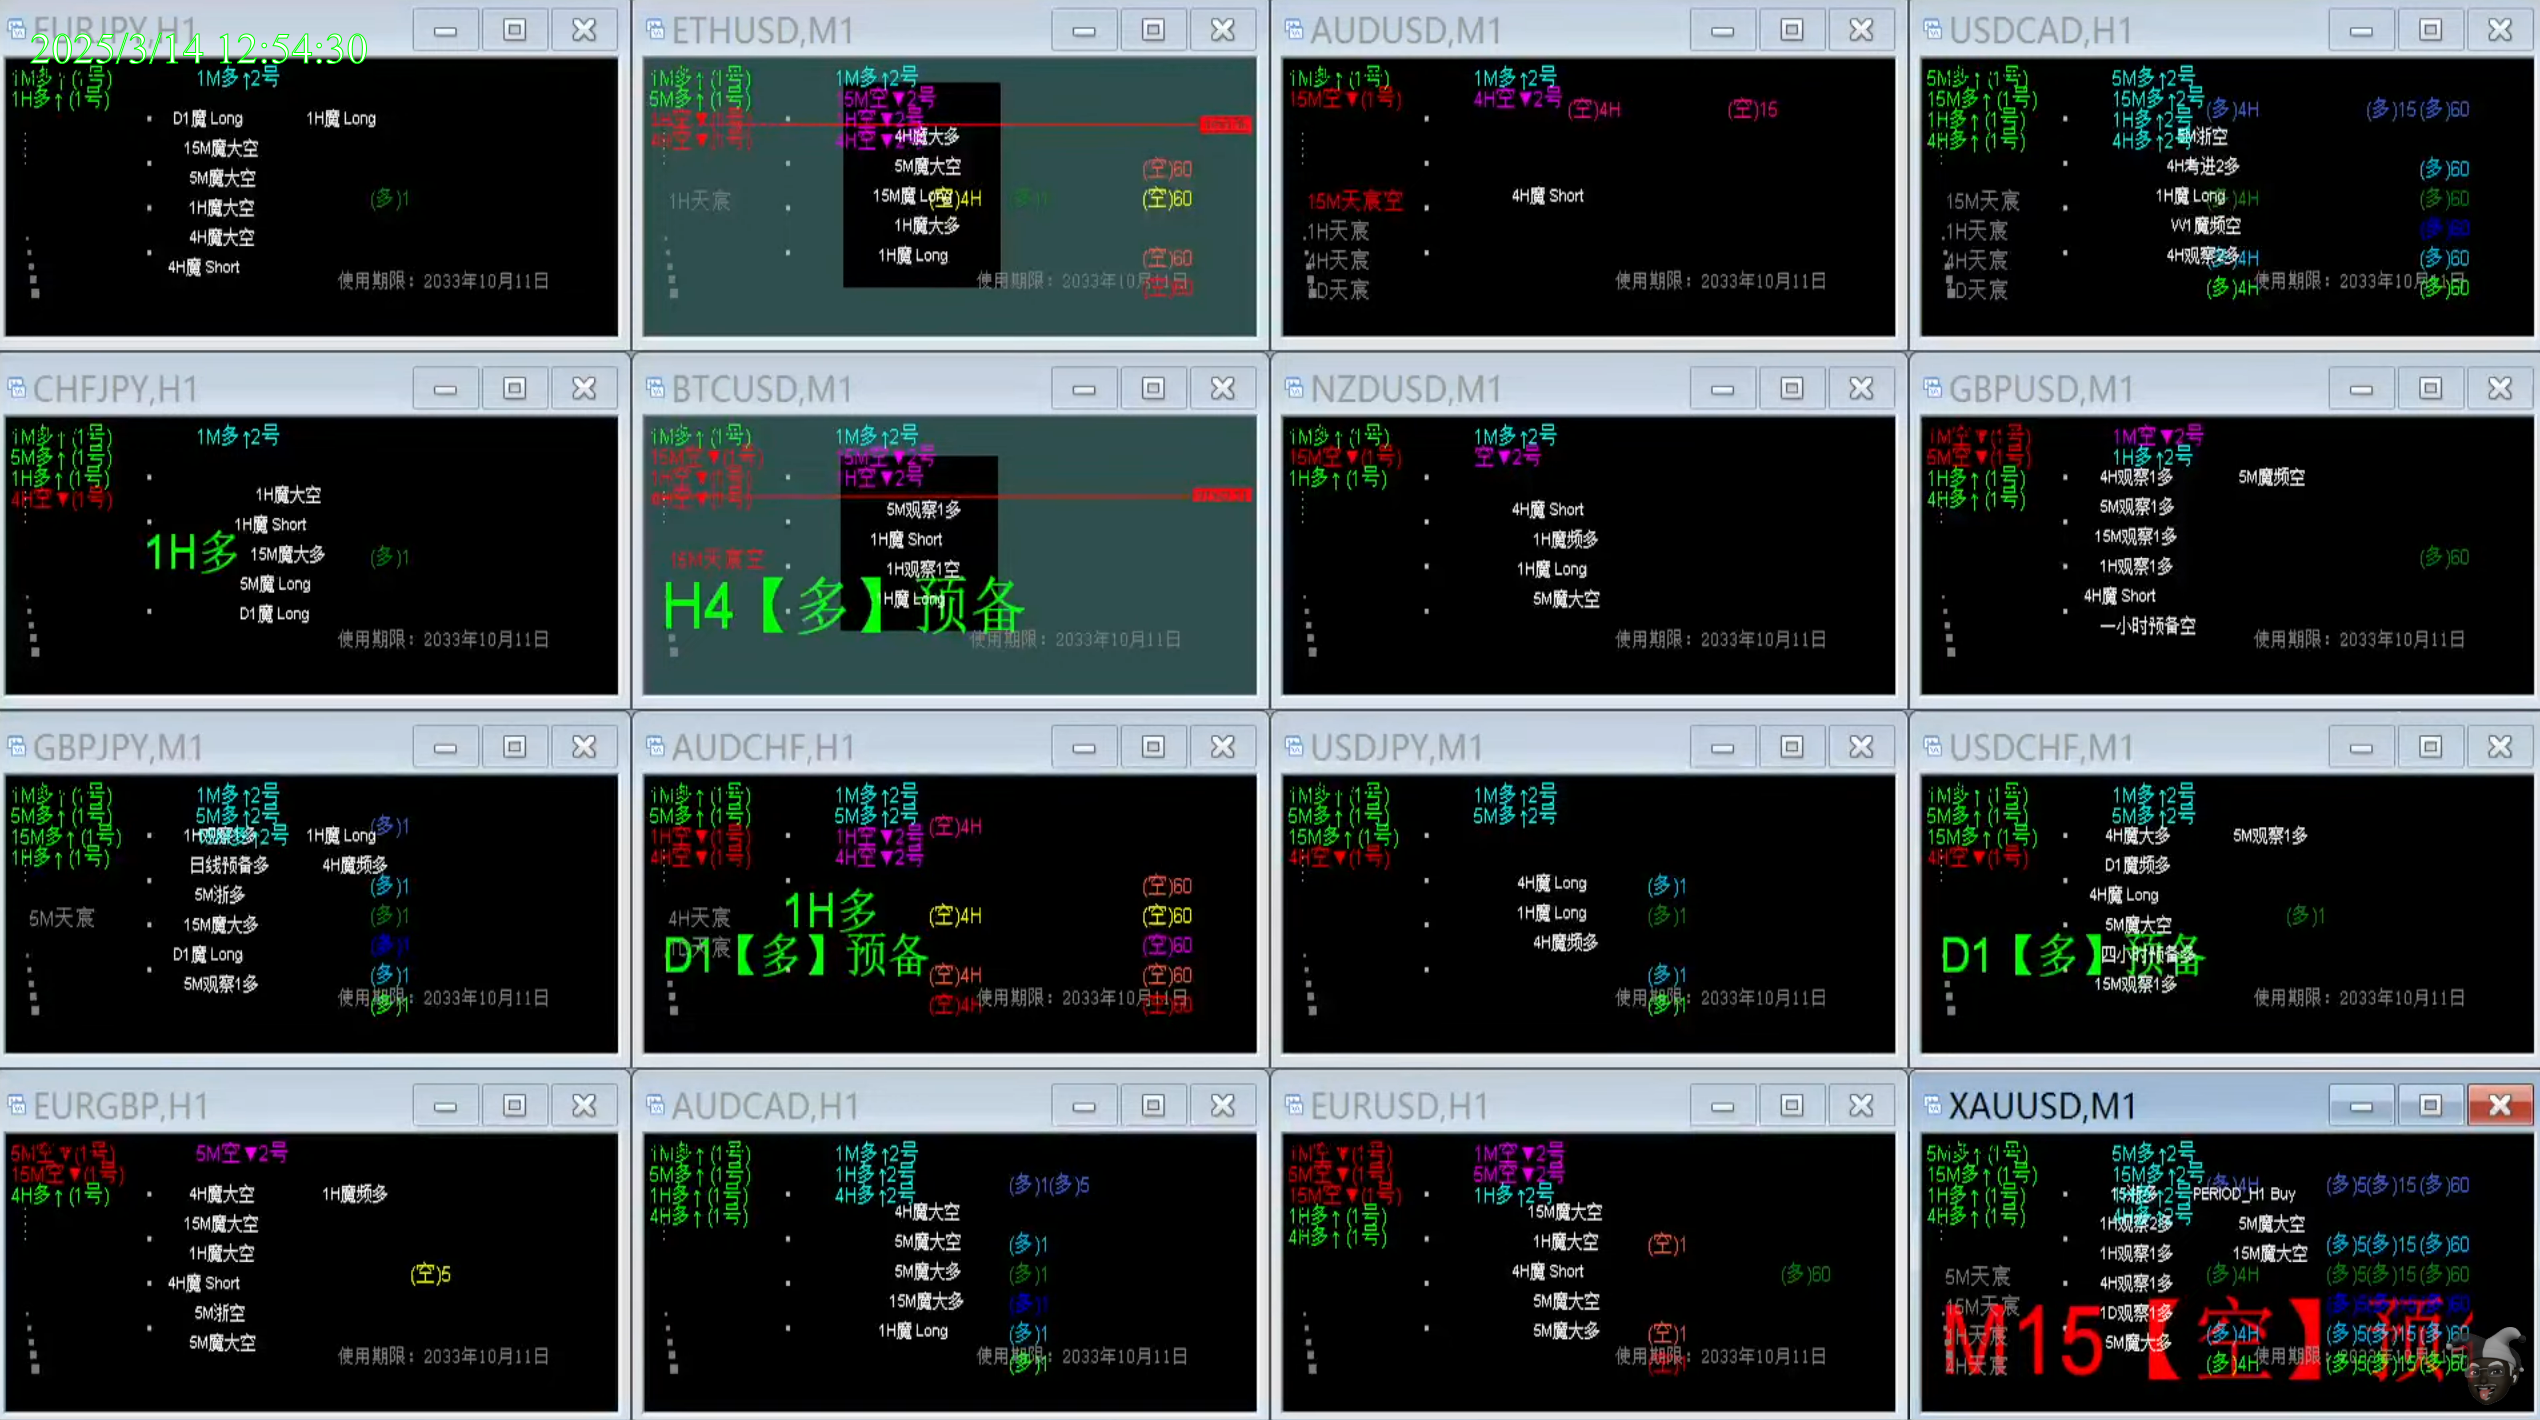 EURJPY,H1
2025/3/14 12:54:30
1M多↑(1号) 1M多↑2号
1H多↑(1号)
D1魔 Long 1H魔 Long
15M魔大空
5M魔大空
(多)1
1H魔大空
4H魔大空
4H魔 Short
使用期限：2033年10月11日
ETHUSD,M1
1M多↑(1号) 1M多↑2号
5M多↑(1号) 15M空▼2号
1H空▼(1号) 1H空▼2号
4H空▼(1号) 4H空▼2号
4H魔大多
5M魔大空 (空)60
1H天宸 15M魔 Long (空)4H (空)60
1H魔大多
1H魔 Long (空)60
使用期限：2033年10月11日
AUDUSD,M1
1M多↑(1号) 1M多↑2号
15M空▼(1号) 4H空▼2号 (空)4H (空)15
15M天宸空 4H魔 Short
1H天宸
4H天宸
D天宸
使用期限：2033年10月11日
USDCAD,H1
5M多↑(1号) 5M多↑2号
15M多↑(1号) 15M多↑2号 (多)4H (多)15(多)60
1H多↑(1号) 1H多↑2号
4H多↑(1号) 4H多↑2号
5M浙空
4H考进2多 (多)60
15M天宸 1H魔 Long (多)4H (多)60
1H天宸 W1魔频空 (多)60
4H天宸 4H观察2多 (多)4H (多)60
D天宸 (多)4H (多)60
使用期限：2033年10月11日
CHFJPY,H1
1M多↑(1号) 1M多↑2号
5M多↑(1号)
1H多↑(1号)
4H空▼(1号)
1H魔大空
1H魔 Short
1H多 15M魔大多 (多)1
5M魔 Long
D1魔 Long
使用期限：2033年10月11日
BTCUSD,M1
1M多↑(1号) 1M多↑2号
15M空▼(1号) 15M空▼2号
1H空▼(1号) 1H空▼2号
4H空▼(1号)
5M观察1多
1H魔 Short
15M天宸空 1H观察1空
H4【多】预备
H魔 Long
使用期限：2033年10月11日
NZDUSD,M1
1M多↑(1号) 1M多↑2号
15M空▼(1号) 空▼2号
1H多↑(1号)
4H魔 Short
1H魔频多
1H魔 Long
5M魔大空
使用期限：2033年10月11日
GBPUSD,M1
1M空▼(1号) 1M空▼2号
5M空▼(1号) 1H多↑2号
1H多↑(1号) 4H观察1多 5M魔频空
4H多↑(1号)
5M观察1多
15M观察1多
1H观察1多 (多)60
4H魔 Short
一小时预备空
使用期限：2033年10月11日
GBPJPY,M1
1M多↑(1号) 1M多↑2号
5M多↑(1号) 5M多↑2号 (多)1
15M多↑(1号) 1H观察1多 1H魔 Long
1H多↑(1号)
日线预备多 4H魔频多
5M浙多 (多)1
5M天宸 15M魔大多 (多)1
D1魔 Long (多)1
5M观察1多 (多)1
(多)1
使用期限：2033年10月11日
AUDCHF,H1
1M多↑(1号) 1M多↑2号
5M多↑(1号) 5M多↑2号 (空)4H
1H空▼(1号) 1H空▼2号
4H空▼(1号) 4H空▼2号
(空)60
4H天宸 1H多 (空)4H (空)60
D1【多】预备 (空)60
(空)4H (空)60
(空)4H (空)60
使用期限：2033年10月11日
USDJPY,M1
1M多↑(1号) 1M多↑2号
5M多↑(1号) 5M多↑2号
15M多↑(1号)
4H空▼(1号)
4H魔 Long (多)1
1H魔 Long (多)1
4H魔频多
(多)1
(多)1
使用期限：2033年10月11日
USDCHF,M1
1M多↑(1号) 1M多↑2号
5M多↑(1号) 5M多↑2号
15M多↑(1号) 4H魔大多 5M观察1多
4H空▼(1号) D1魔频多
4H魔 Long
5M魔大空 (多)1
D1【多】预备
四小时预备多
15M观察1多
使用期限：2033年10月11日
EURGBP,H1
5M空▼(1号) 5M空▼2号
15M空▼(1号)
4H多↑(1号) 4H魔大空 1H魔频多
15M魔大空
1H魔大空
4H魔 Short (空)5
5M浙空
5M魔大空
使用期限：2033年10月11日
AUDCAD,H1
1M多↑(1号) 1M多↑2号
5M多↑(1号) 1H多↑2号 (多)1(多)5
1H多↑(1号) 4H多↑2号
4H多↑(1号) 4H魔大空
5M魔大空 (多)1
5M魔大多 (多)1
15M魔大多 (多)1
1H魔 Long (多)1
(多)1
使用期限：2033年10月11日
EURUSD,H1
1M空▼(1号) 1M空▼2号
5M空▼(1号) 5M空▼2号
15M空▼(1号) 1H多↑2号
1H多↑(1号) 15M魔大空
4H多↑(1号) 1H魔大空 (空)1
4H魔 Short (多)60
5M魔大空
5M魔大多 (空)1
(空)1
使用期限：2033年10月11日
XAUUSD,M1
5M多↑(1号) 5M多↑2号
15M多↑(1号) 15M多↑2号 (多)4H (多)5(多)15(多)60
1H多↑(1号) PERIOD_H1 Buy
4H多↑(1号) 1H观察2多 5M魔大空
1H观察1多 15M魔大空 (多)5(多)15(多)60
5M天宸 4H观察1多 (多)4H (多)5(多)15(多)60
15M天宸 1D观察1多 (多)5(多)15(多)60
M15【空】预
1H天宸 5M魔大多 (多)4H (多)5(多)15(多)60
4H天宸 (多)4H (多)5(多)15(多)60
使用期限：